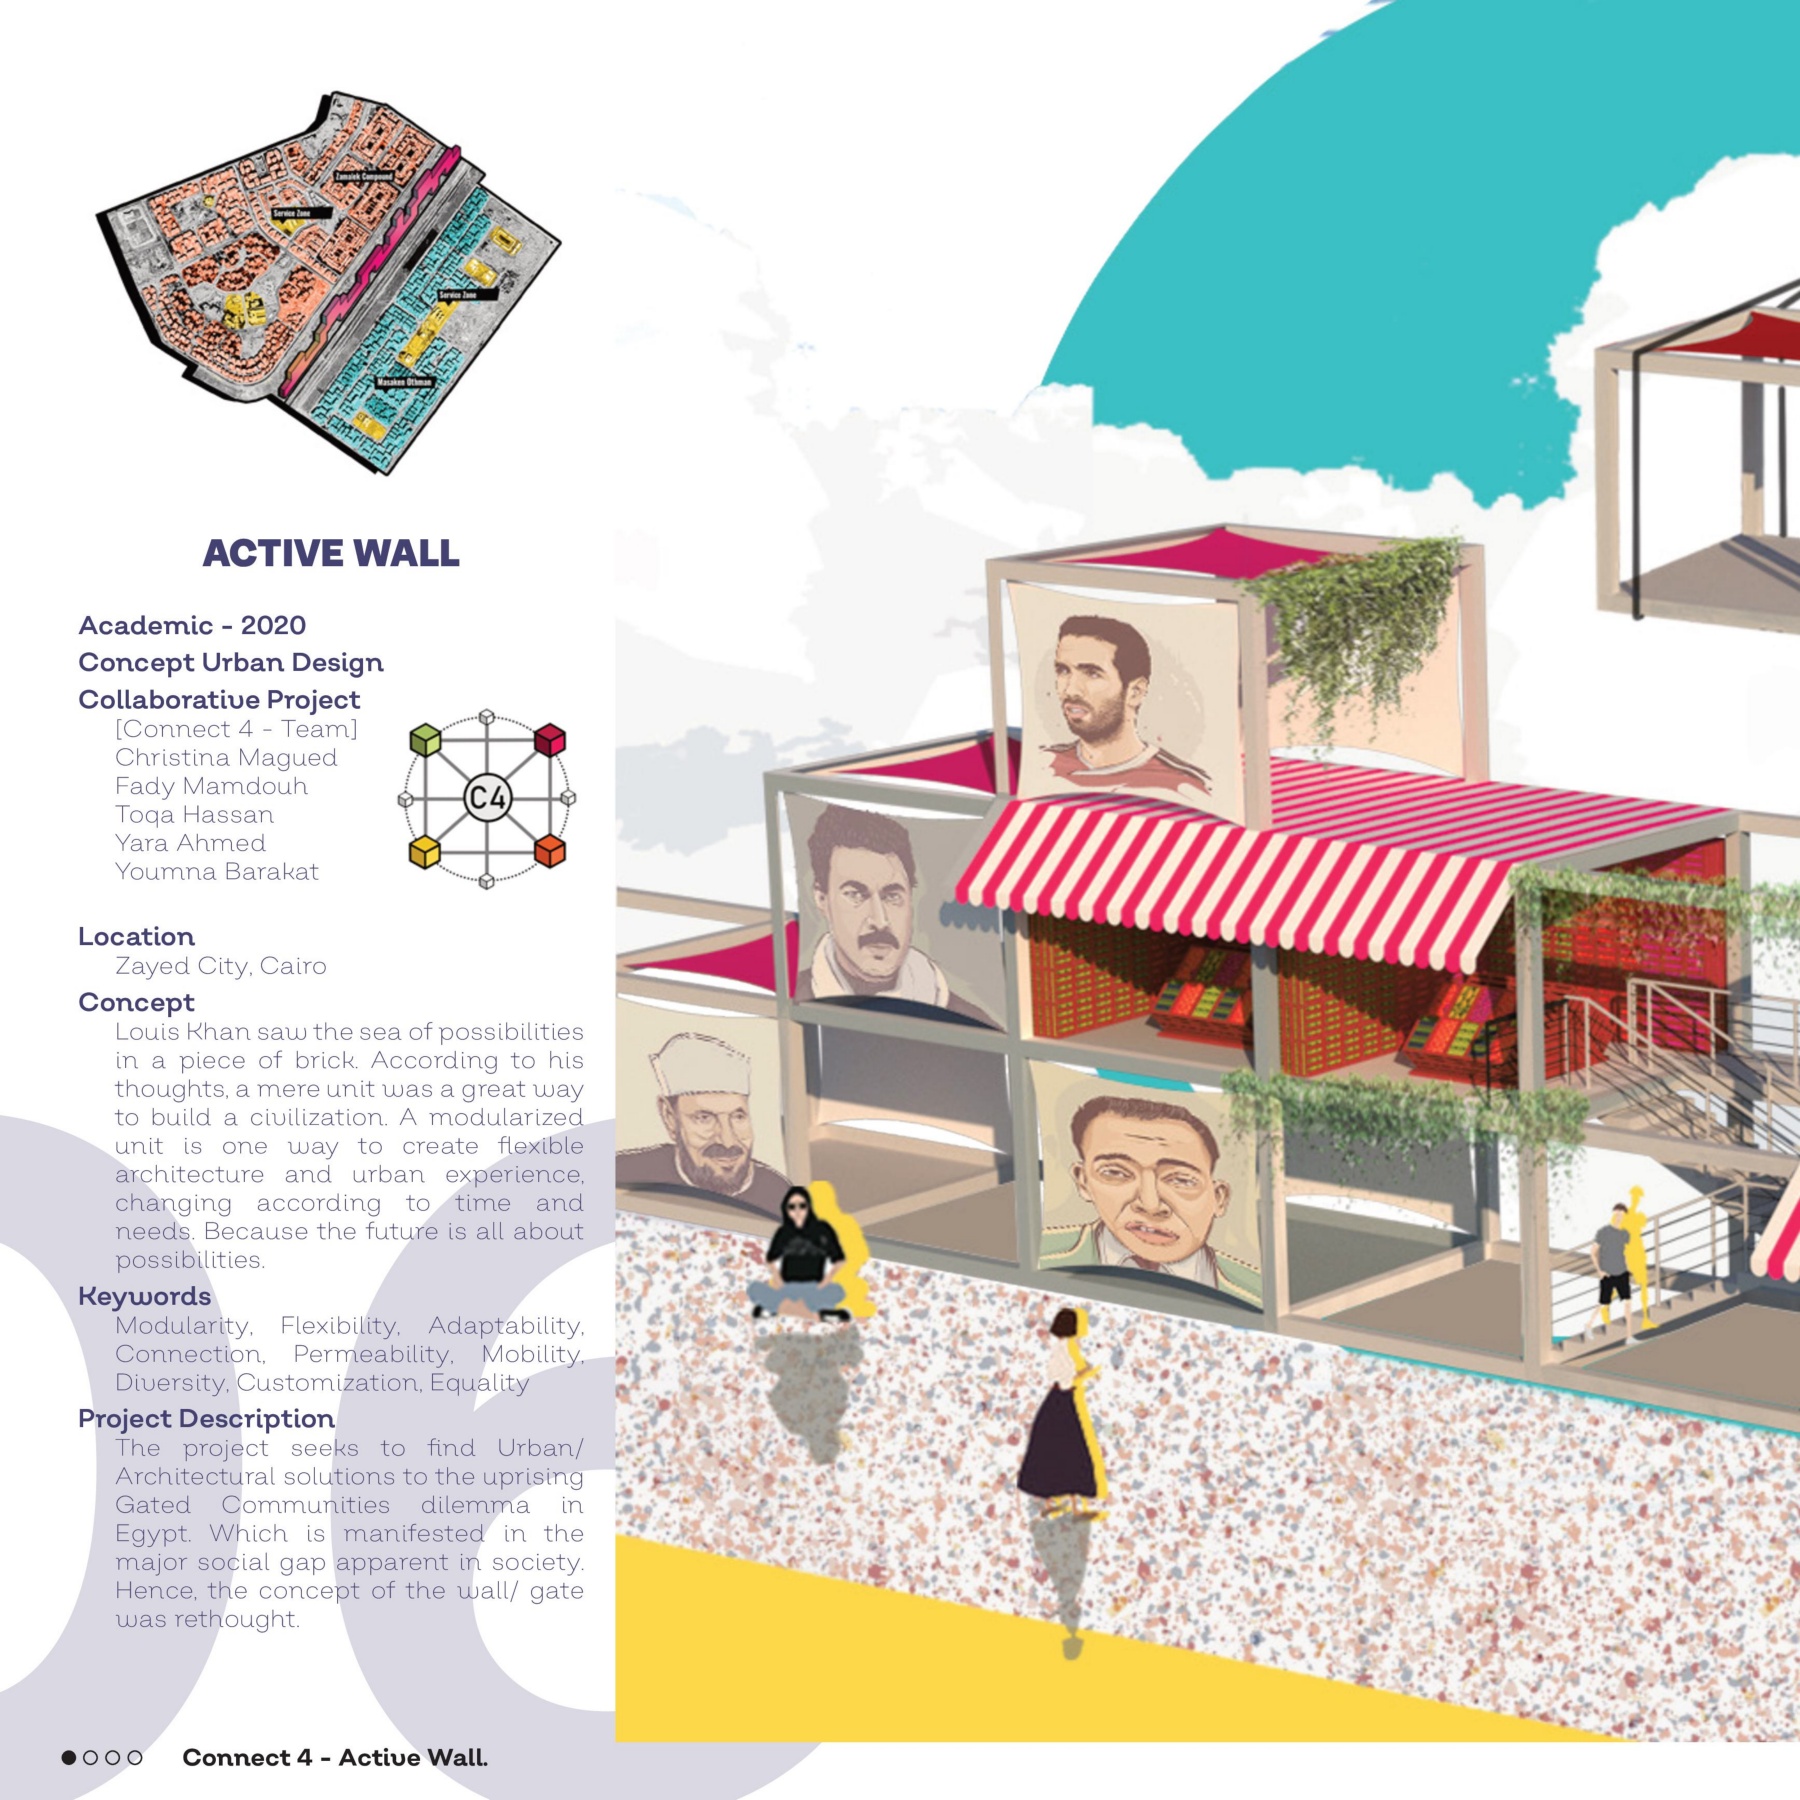 Zamalek Compound
Service Zone
Service Zone
Masaken Othman
ACTIVE WALL
Academic - 2020
Concept Urban Design
Collaborative Project
[Connect 4 - Team]
Christina Magued
Fady Mamdouh
Toqa Hassan
Yara Ahmed
Youmna Barakat
C4
Location
Zayed City, Cairo
Concept
Louis Khan saw the sea of possibilities
in a piece of brick. According to his
thoughts, a mere unit was a great way
to build a civilization. A modularized
unit is one way to create flexible
architecture and urban experience,
changing according to time and
needs. Because the future is all about
possibilities.
Keywords
Modularity, Flexibility, Adaptability,
Connection, Permeability, Mobility,
Diversity, Customization, Equality
Project Description
The project seeks to find Urban/
Architectural solutions to the uprising
Gated Communities dilemma in
Egypt. Which is manifested in the
major social gap apparent in society.
Hence, the concept of the wall/ gate
was rethought.
06
Connect 4 - Active Wall.